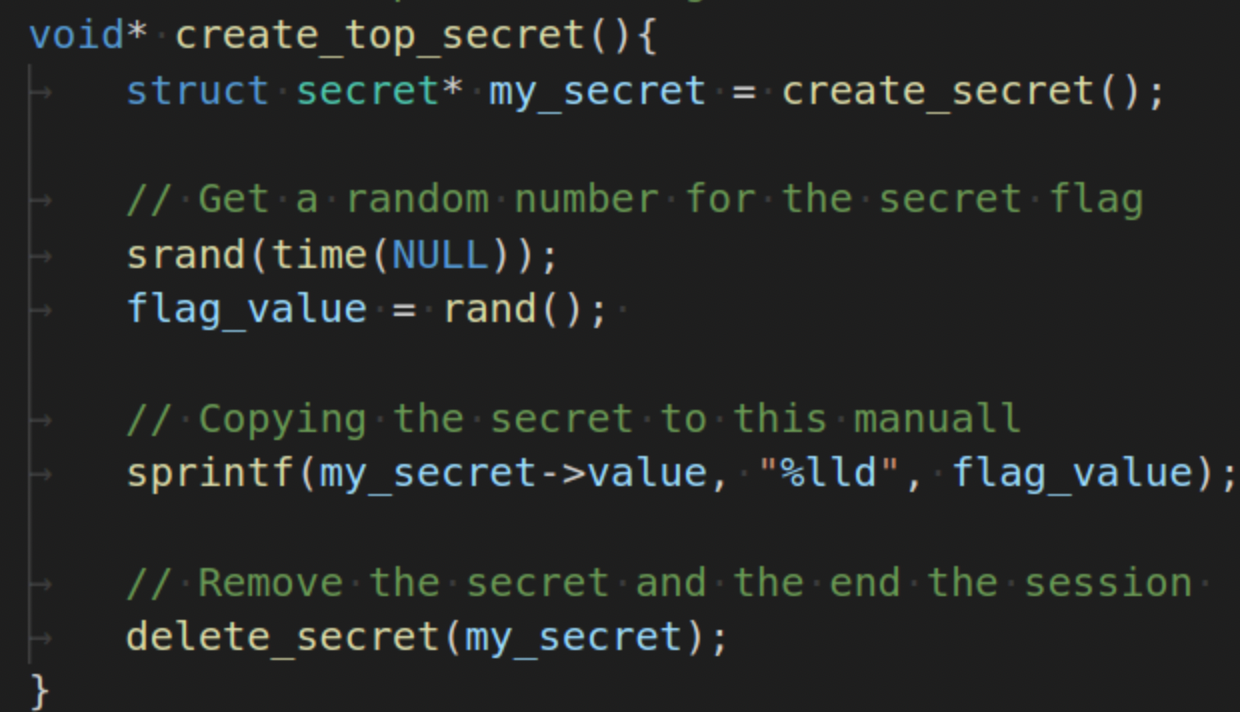 void* create_top_secret(){
struct secret* my_secret = create_secret();
// Get a random number for the secret flag
srand(time(NULL));
flag_value = rand();
// Copying the secret to this manuall
sprintf(my_secret->value, "%lld", flag_value);
// Remove the secret and the end the session
delete_secret(my_secret);
}